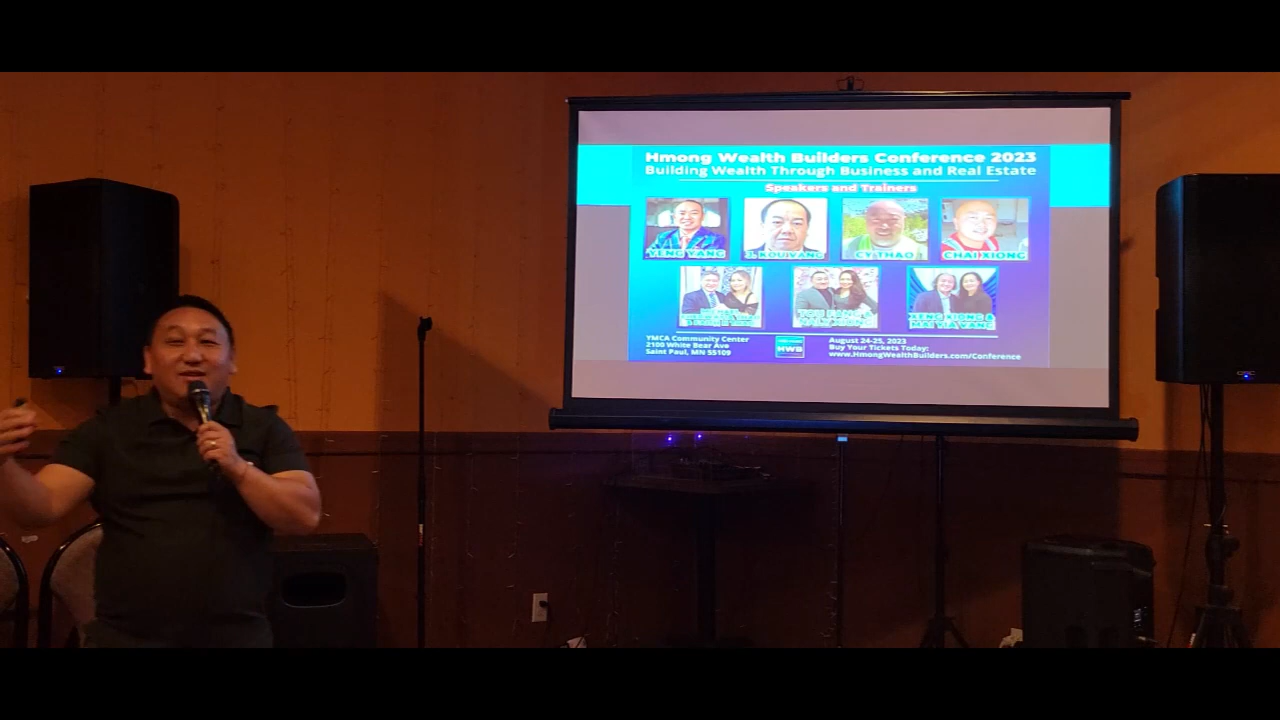 Hmong Wealth Builders Conference 2023
Building Wealth Through Business and Real Estate
Speakers and Trainers
YENG VANG
J. KOU VANG
CY THAO
CHAI XIONG
XENG XIONG &
MAI YIA VANG
YMCA Community Center
2100 White Bear Ave
Saint Paul, MN 55109
HWB
August 24-25, 2023
Buy Your Tickets Today:
www.HmongWealthBuilders.com/Conference